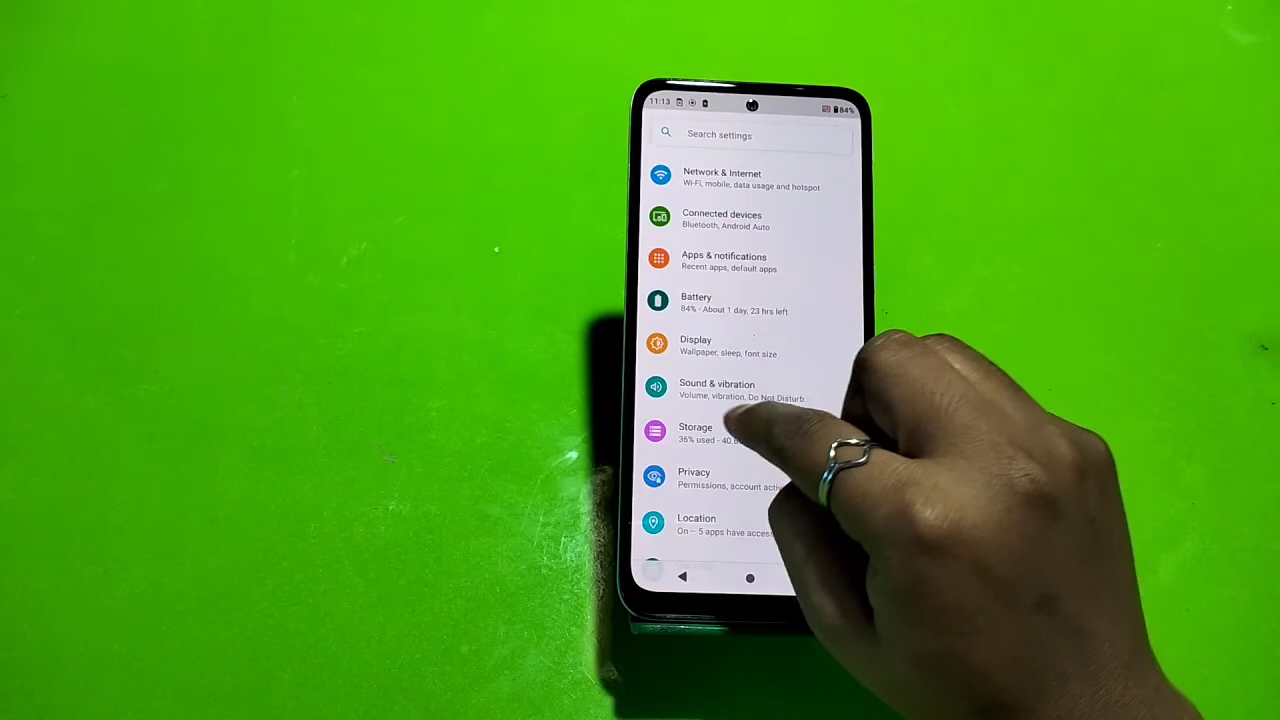 11:13
84%
Search settings
Network & Internet
Wi-Fi, mobile, data usage and hotspot
Connected devices
Bluetooth, Android Auto
Apps & notifications
Recent apps, default apps
Battery
84% - About 1 day, 23 hrs left
Display
Wallpaper, sleep, font size
Sound & vibration
Volume, vibration, Do Not Disturb
Storage
36% used - 40.
Privacy
Permissions, account
Location
On – 5 apps have